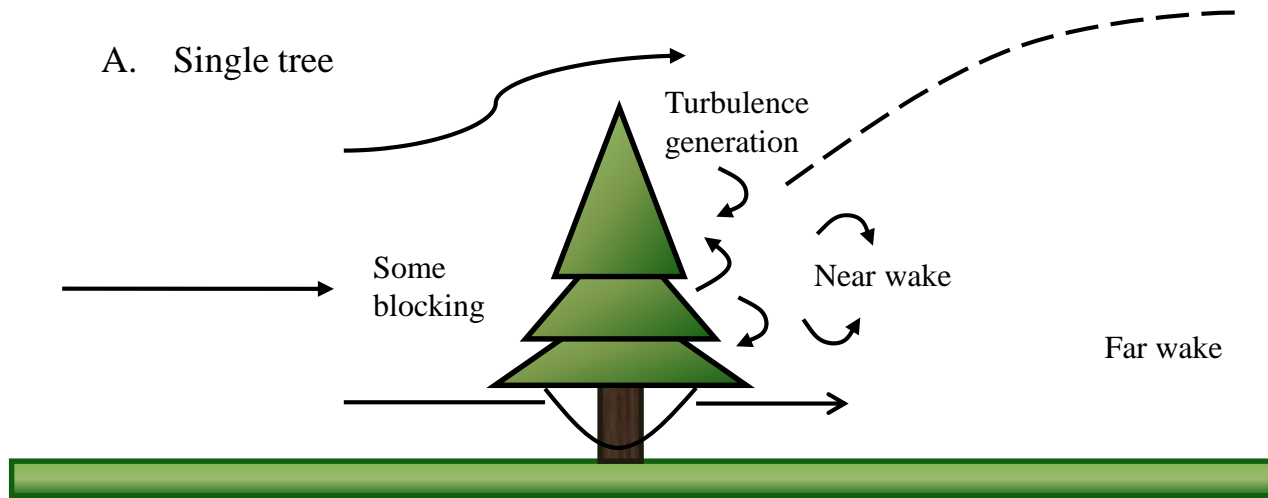 A. Single tree
Turbulence
generation
Some
blocking
Near wake
Far wake